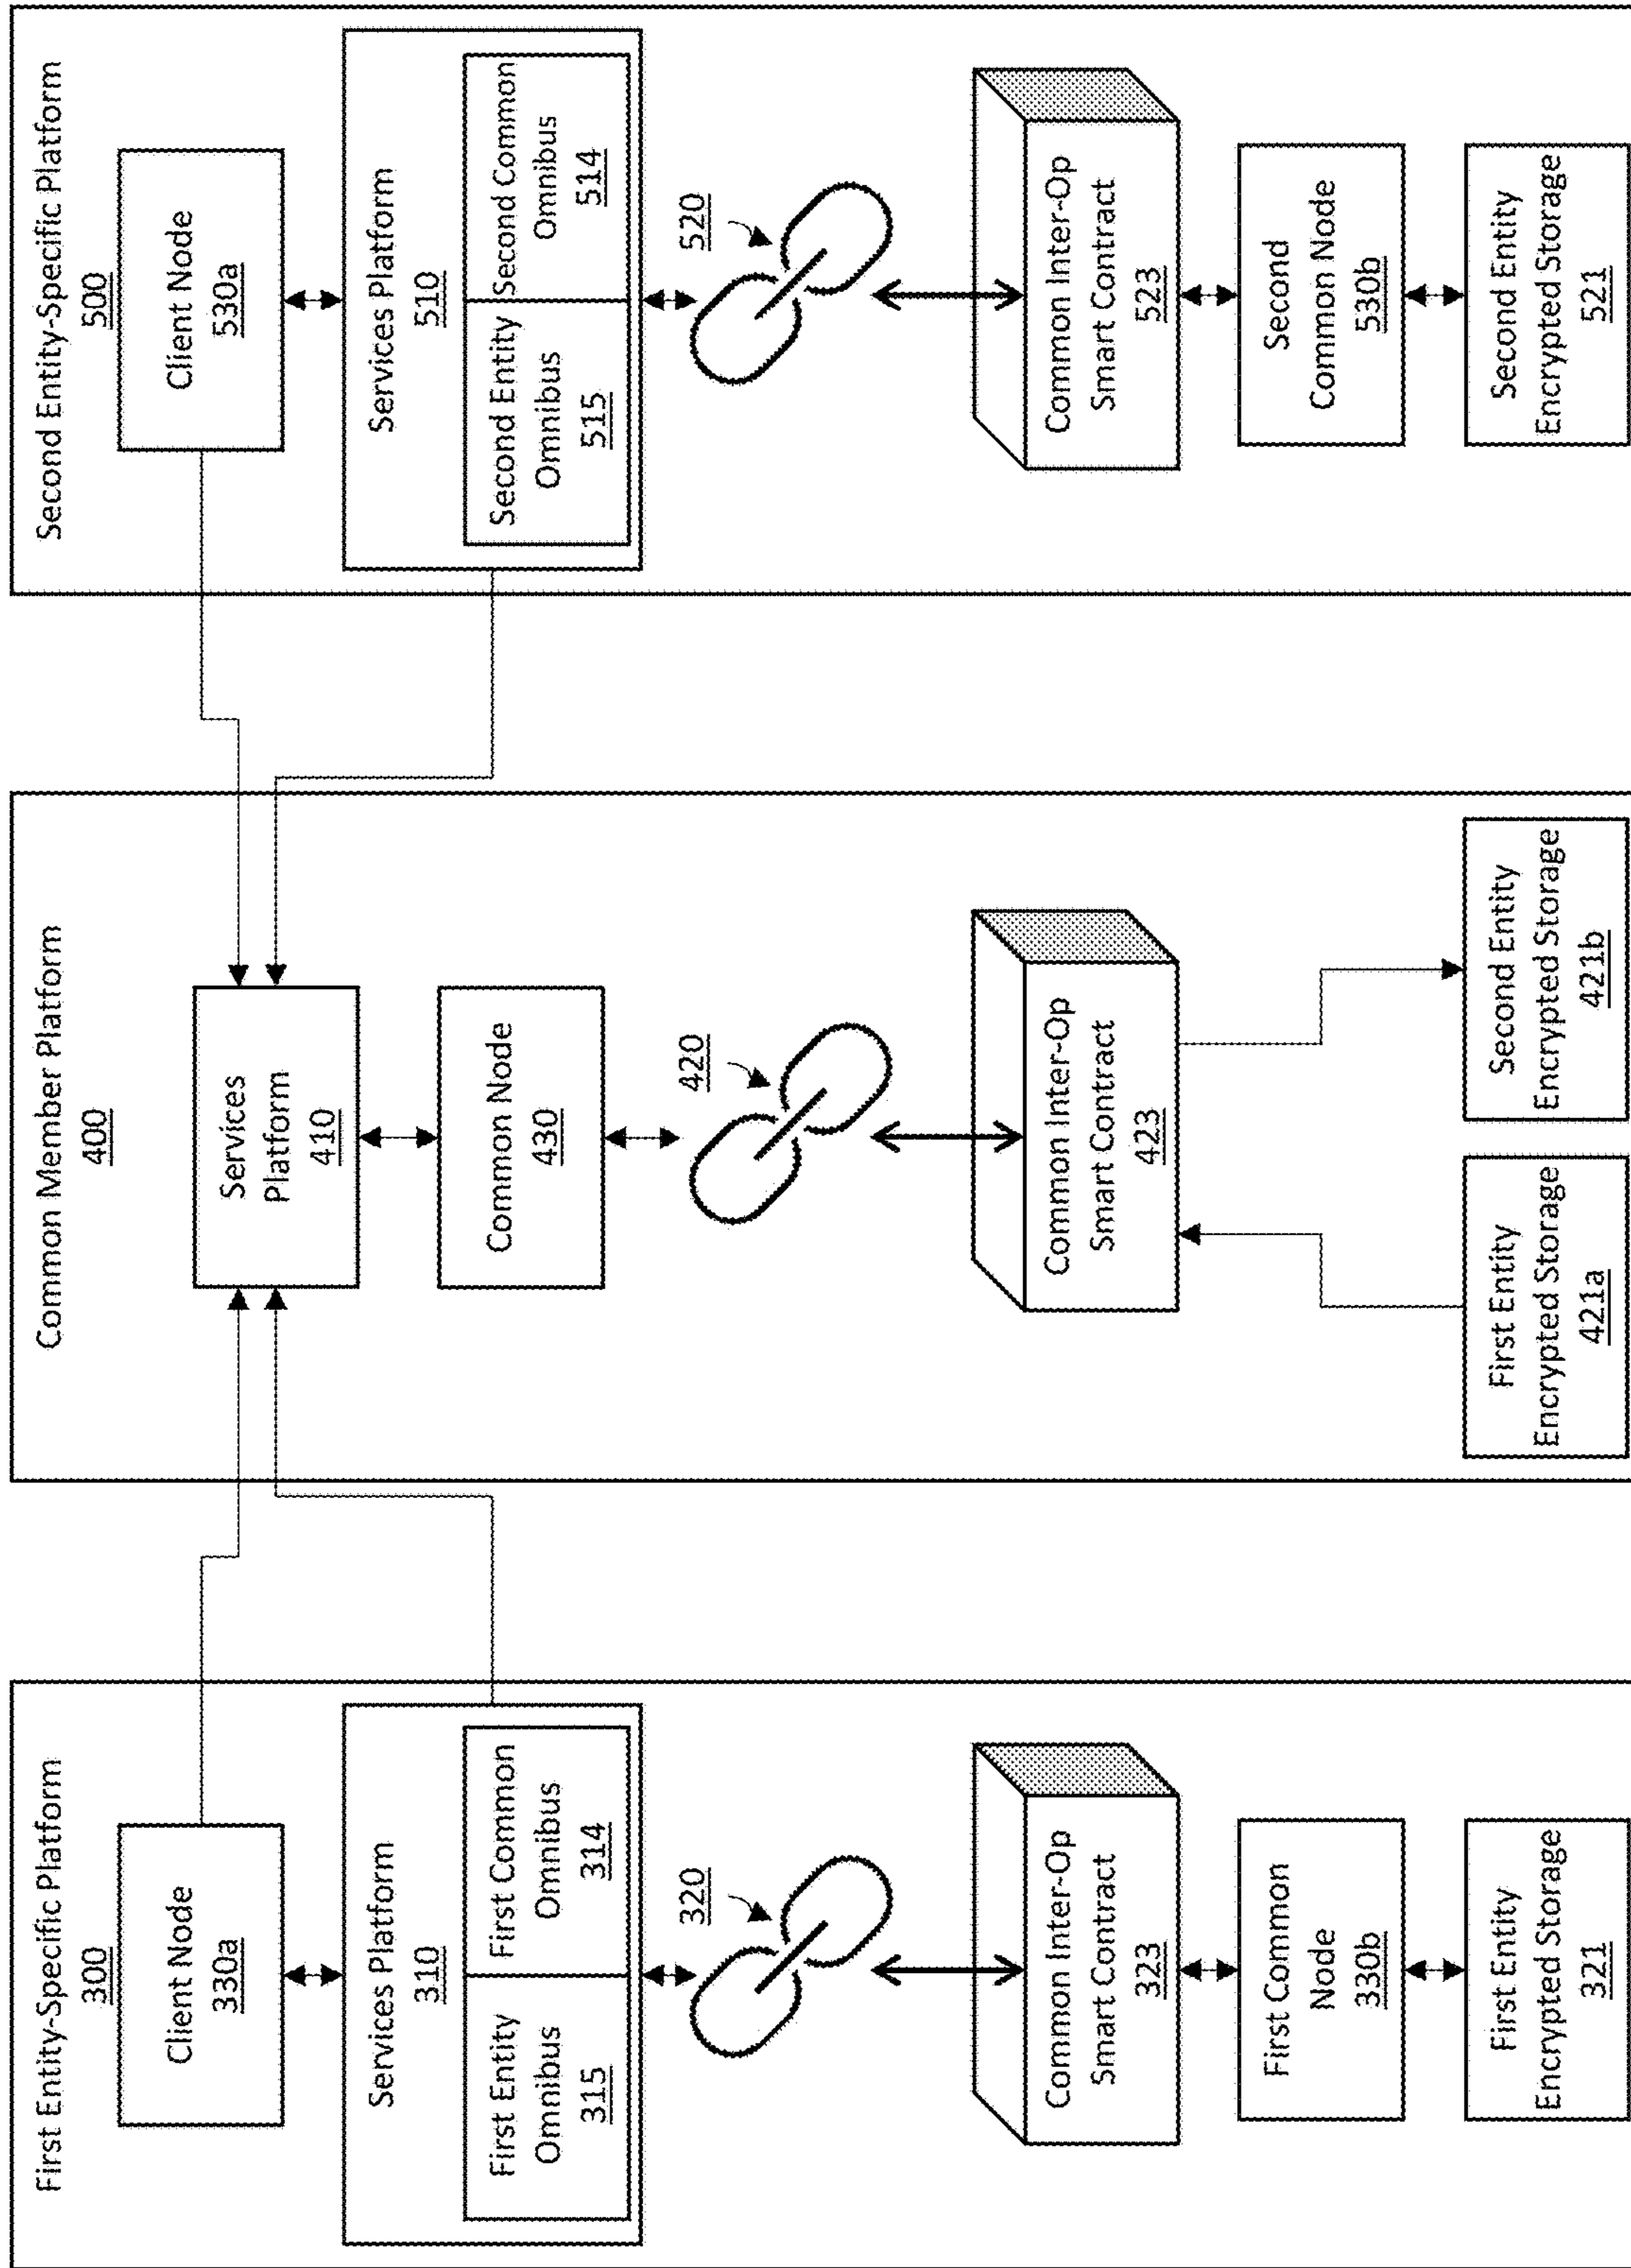 First Entity-Specific Platform
300
Client Node
330a
Services Platform
310
First Entity
Omnibus
315
First Common
Omnibus
314
320
Common Inter-Op
Smart Contract
323
First Common
Node
330b
First Entity
Encrypted Storage
321
Common Member Platform
400
Services
Platform
410
Common Node
430
420
Common Inter-Op
Smart Contract
423
First Entity
Encrypted Storage
421a
Second Entity
Encrypted Storage
421b
Second Entity-Specific Platform
500
Client Node
530a
Services Platform
510
Second Entity
Omnibus
515
Second Common
Omnibus
514
520
Common Inter-Op
Smart Contract
523
Second
Common Node
530b
Second Entity
Encrypted Storage
521